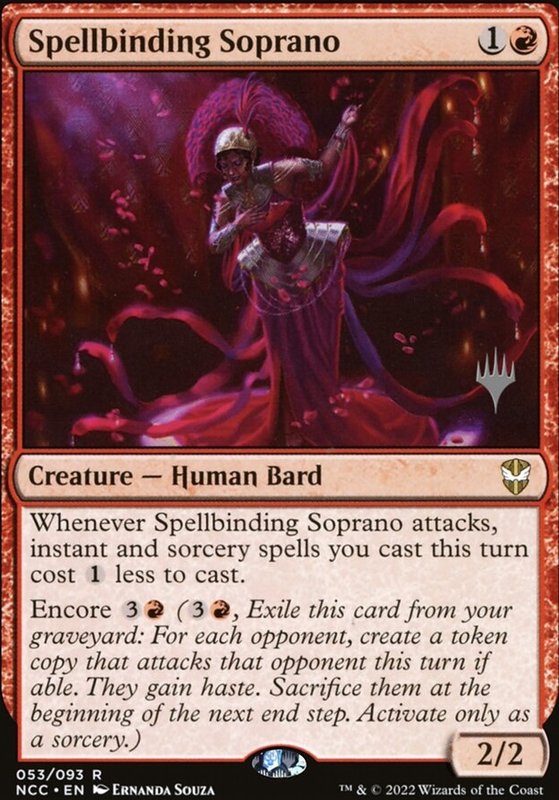 Spellbinding Soprano 1
Creature — Human Bard
Whenever Spellbinding Soprano attacks,
instant and sorcery spells you cast this turn
cost 1 less to cast.
Encore 3 (3, Exile this card from your
graveyard: For each opponent, create a token
copy that attacks that opponent this turn if
able. They gain haste. Sacrifice them at the
beginning of the next end step. Activate only as
a sorcery.)
2/2
053/093 R
NCC • EN Ernanda Souza
™ & © 2022 Wizards of the Coast